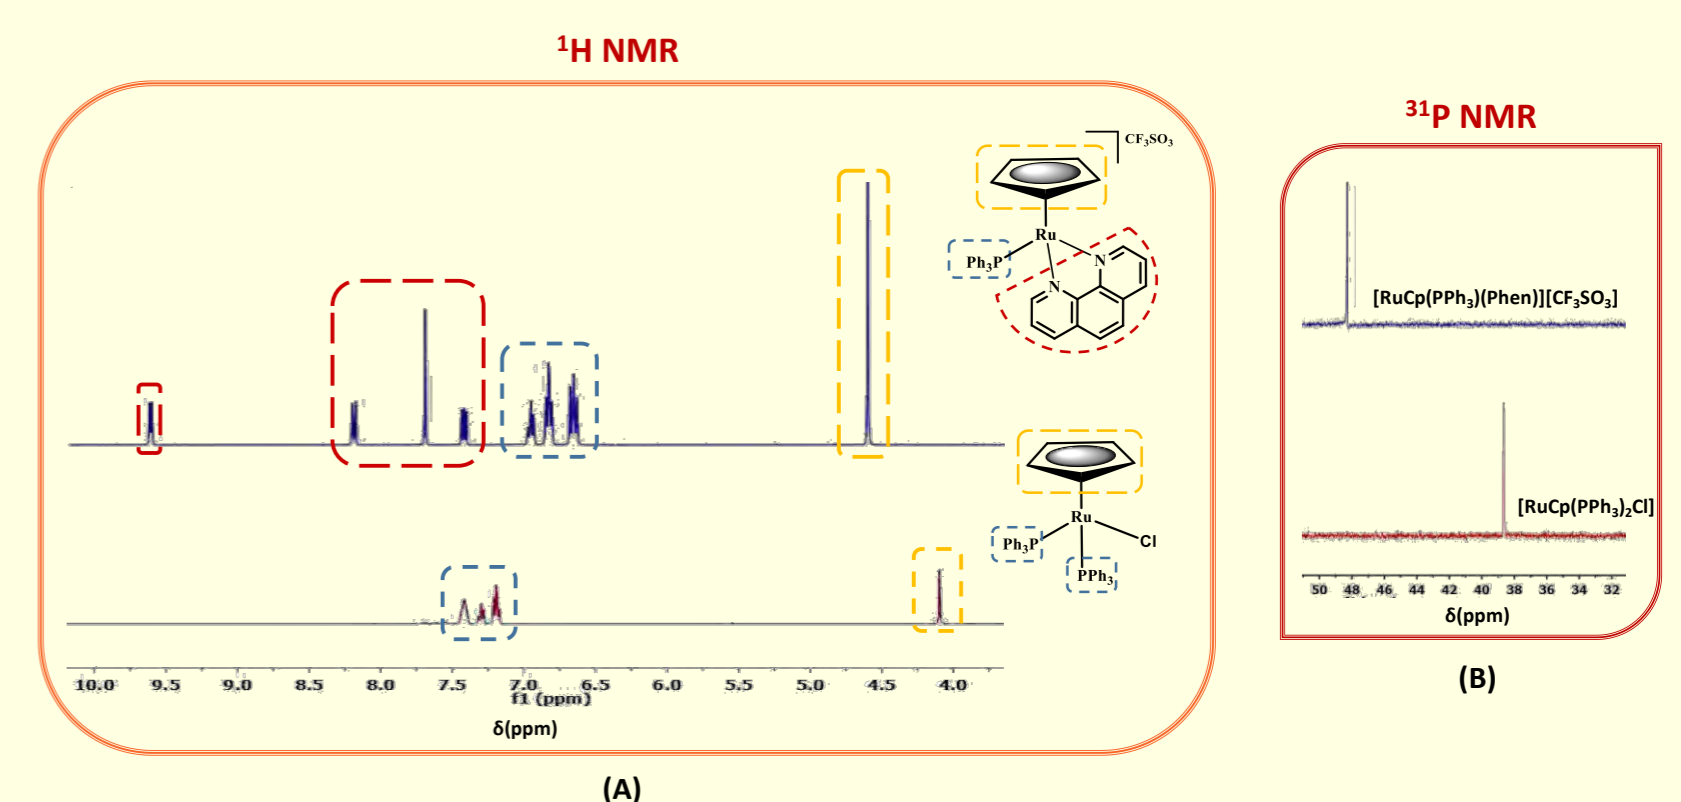 ¹H NMR
CF₃SO₃
Ru
Ph₃P
N
N
Ru
Ph₃P
Cl
PPh₃
10.0 9.5 9.0 8.5 8.0 7.5 7.0 6.5 6.0 5.5 5.0 4.5 4.0
f1 (ppm)
δ(ppm)
(A)
³¹P NMR
[RuCp(PPh₃)(Phen)][CF₃SO₃]
[RuCp(PPh₃)₂Cl]
50 48 46 44 42 40 38 36 34 32
δ(ppm)
(B)